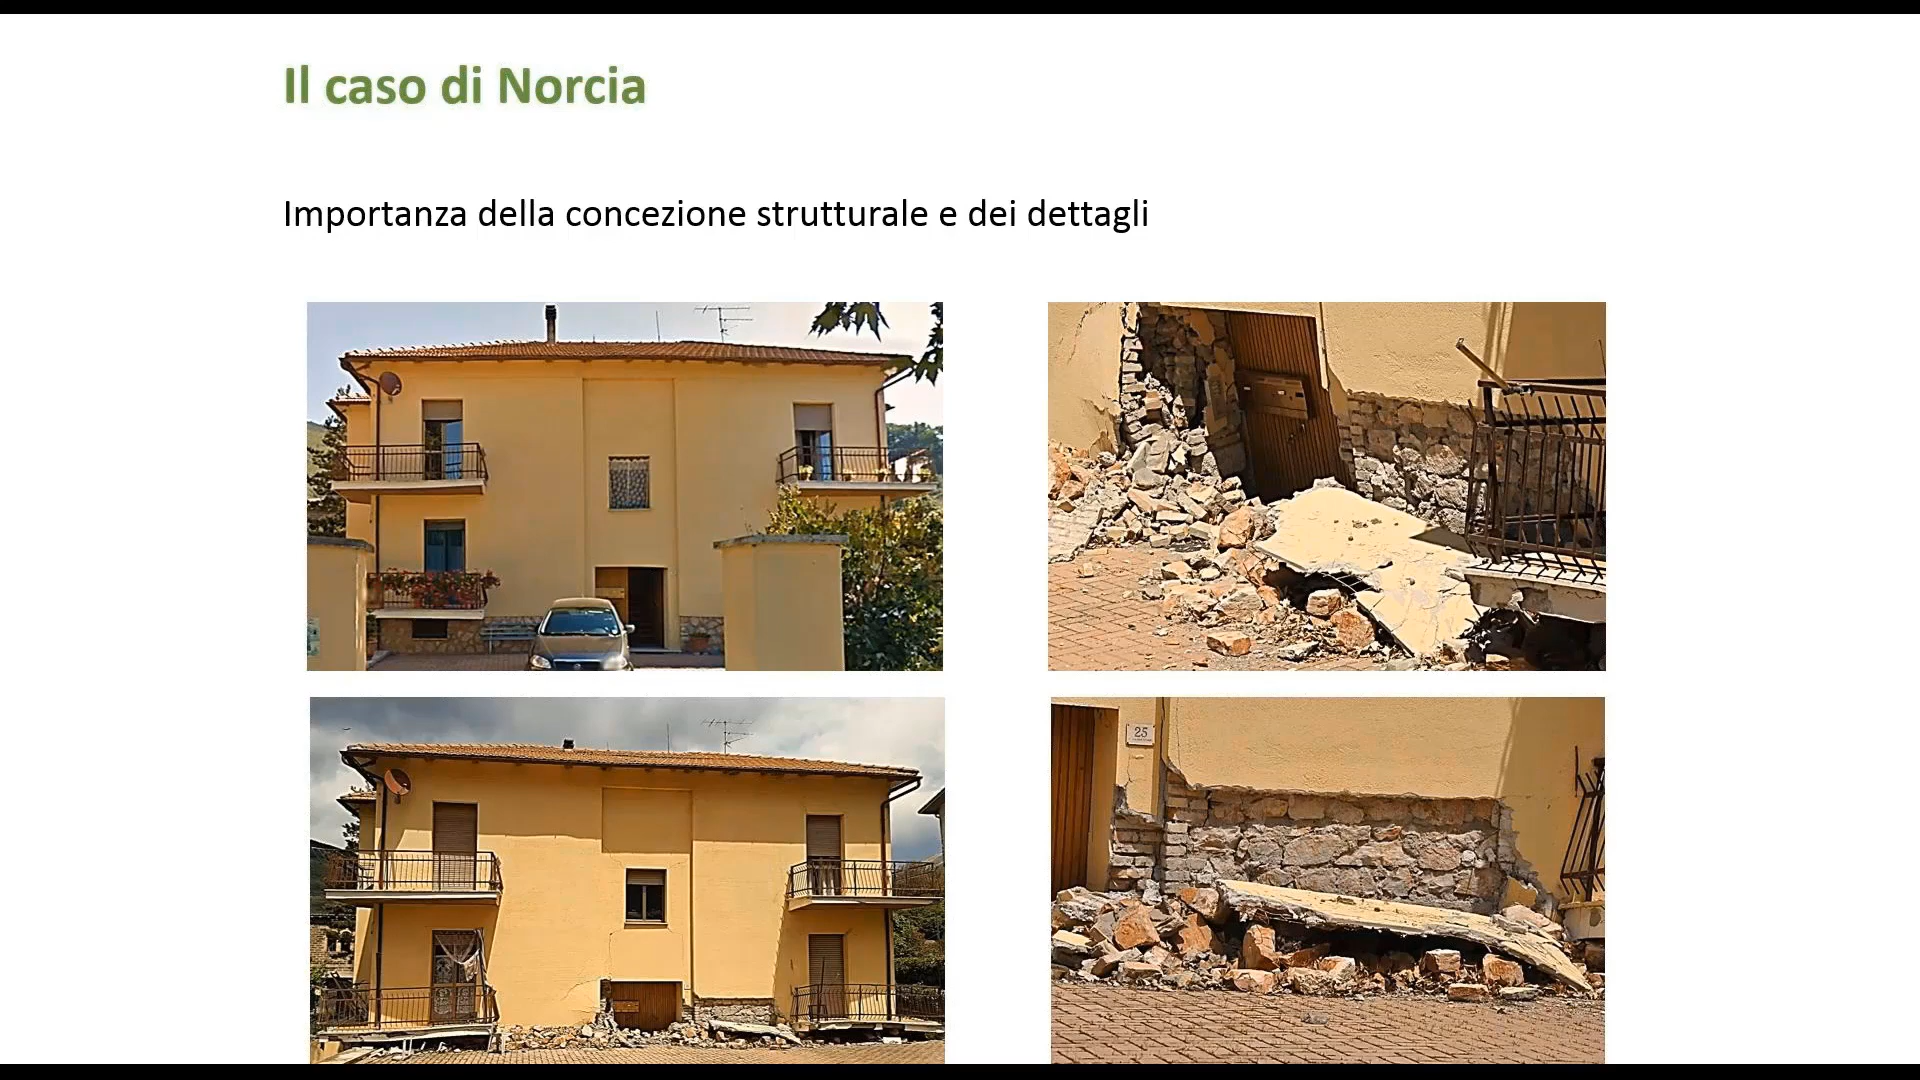 Il caso di Norcia
Importanza della concezione strutturale e dei dettagli
25